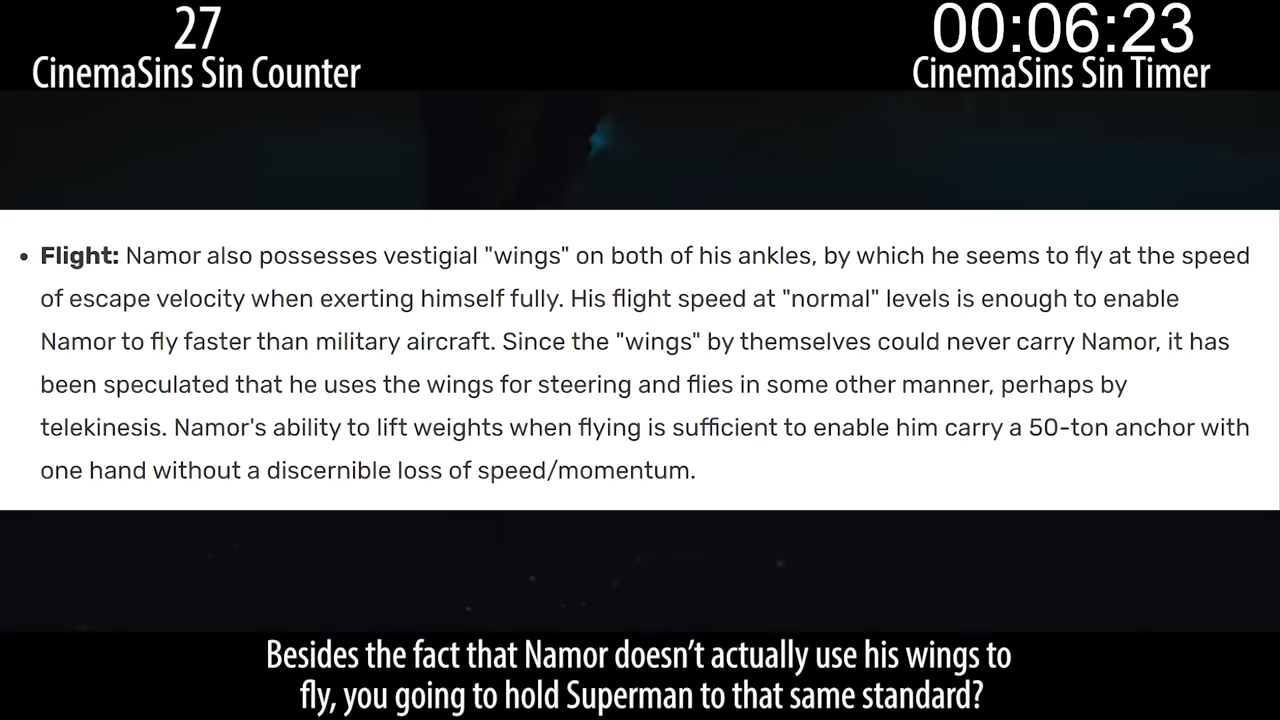 27
CinemaSins Sin Counter
00:06:23
CinemaSins Sin Timer
• Flight: Namor also possesses vestigial "wings" on both of his ankles, by which he seems to fly at the speed
of escape velocity when exerting himself fully. His flight speed at "normal" levels is enough to enable
Namor to fly faster than military aircraft. Since the "wings" by themselves could never carry Namor, it has
been speculated that he uses the wings for steering and flies in some other manner, perhaps by
telekinesis. Namor's ability to lift weights when flying is sufficient to enable him carry a 50-ton anchor with
one hand without a discernible loss of speed/momentum.
Besides the fact that Namor doesn’t actually use his wings to
fly, you going to hold Superman to that same standard?